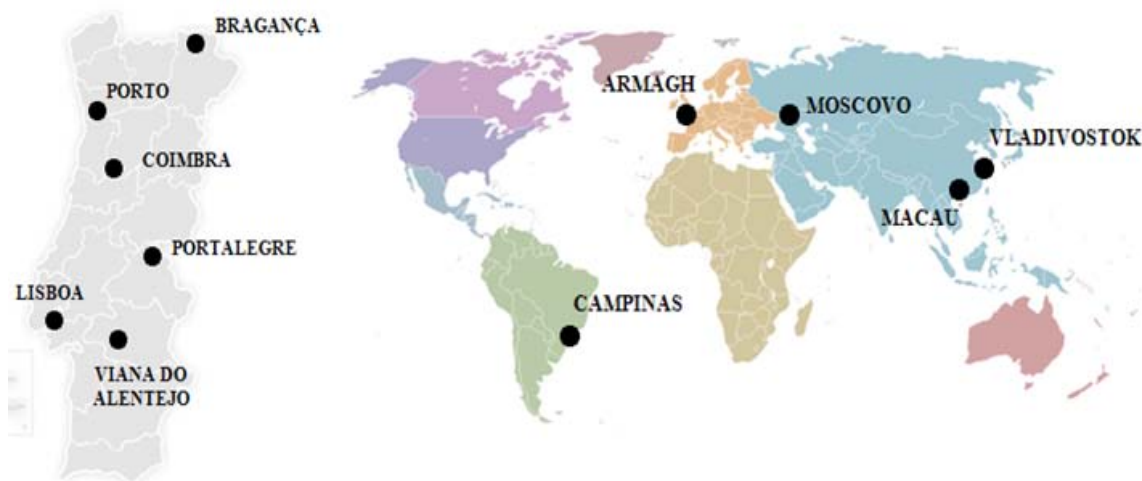 BRAGANÇA
PORTO
COIMBRA
PORTALEGRE
LISBOA
VIANA DO
ALENTEJO
ARMAGH
MOSCOVO
VLADIVOSTOK
MACAU
CAMPINAS